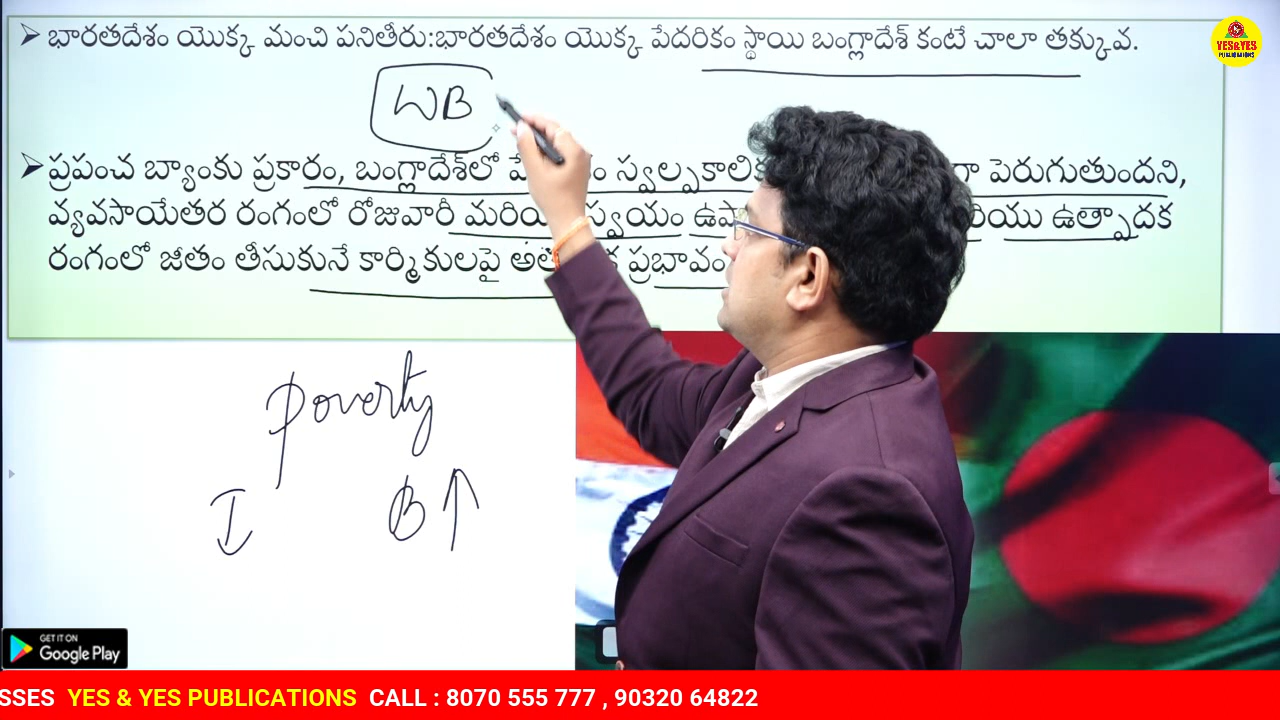 భారతదేశం యొక్క మంచి పనితీరు:భారతదేశం యొక్క పేదరికం స్థాయి బంగ్లాదేశ్ కంటే చాలా తక్కువ.
YES&YES
PUBLICATIONS
WB
ప్రపంచ బ్యాంకు ప్రకారం, బంగ్లాదేశ్‌లో స్వల్పకాలిక పెరుగుతుందని,
వ్యవసాయేతర రంగంలో రోజువారీ మరియు స్వయం ఉత్పాదక
రంగంలో జీతం తీసుకునే కార్మికులపై ప్రభావం
Poverty
I B↑
GET IT ON
Google Play
SSES YES & YES PUBLICATIONS CALL : 8070 555 777 , 90320 64822